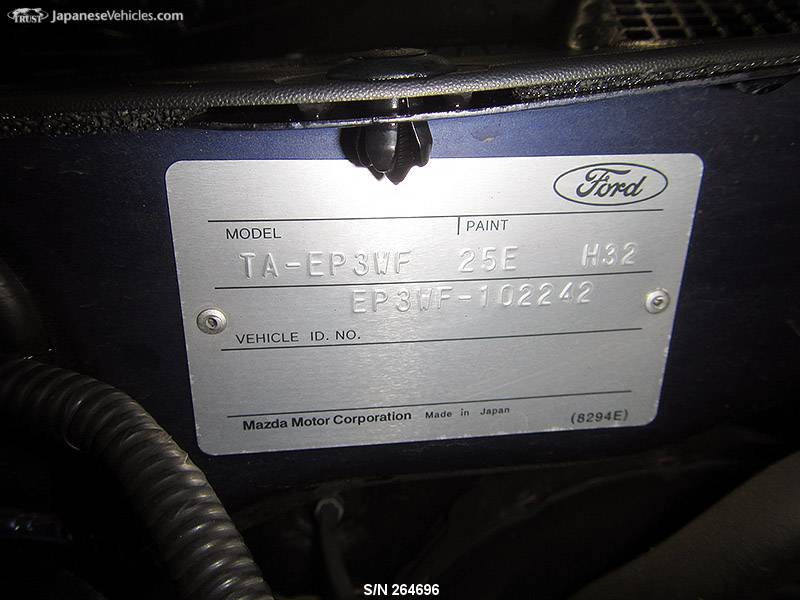 TRUST JapaneseVehicles.com
Ford
MODEL PAINT
TA-EP3WF 25E H32
EP3WF-102242
VEHICLE ID. NO.
Mazda Motor Corporation Made in Japan (8294E)
S/N 264696